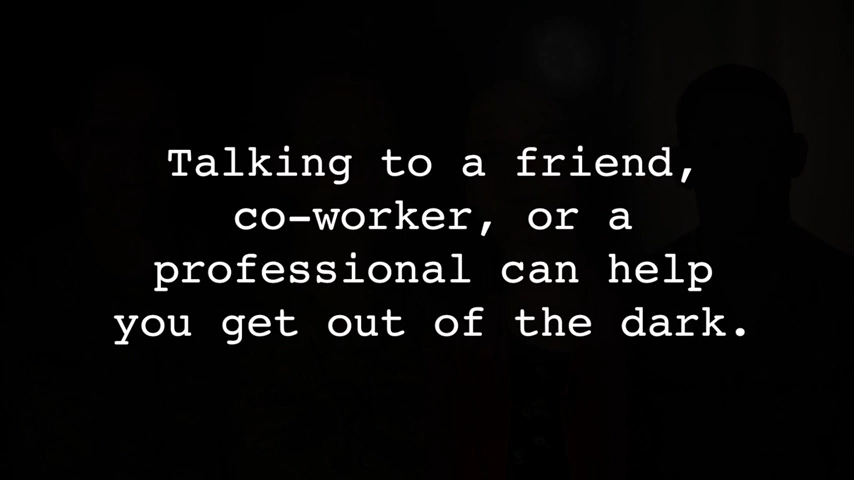 Talking to a friend,
co-worker, or a
professional can help
you get out of the dark.